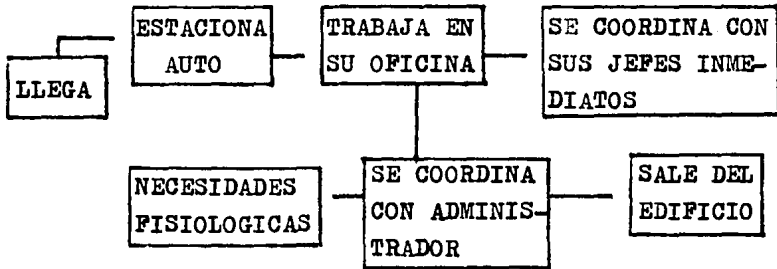 LLEGA
ESTACIONA
AUTO
TRABAJA EN
SU OFICINA
SE COORDINA CON
SUS JEFES INME-
DIATOS
NECESIDADES
FISIOLOGICAS
SE COORDINA
CON ADMINIS-
TRADOR
SALE DEL
EDIFICIO